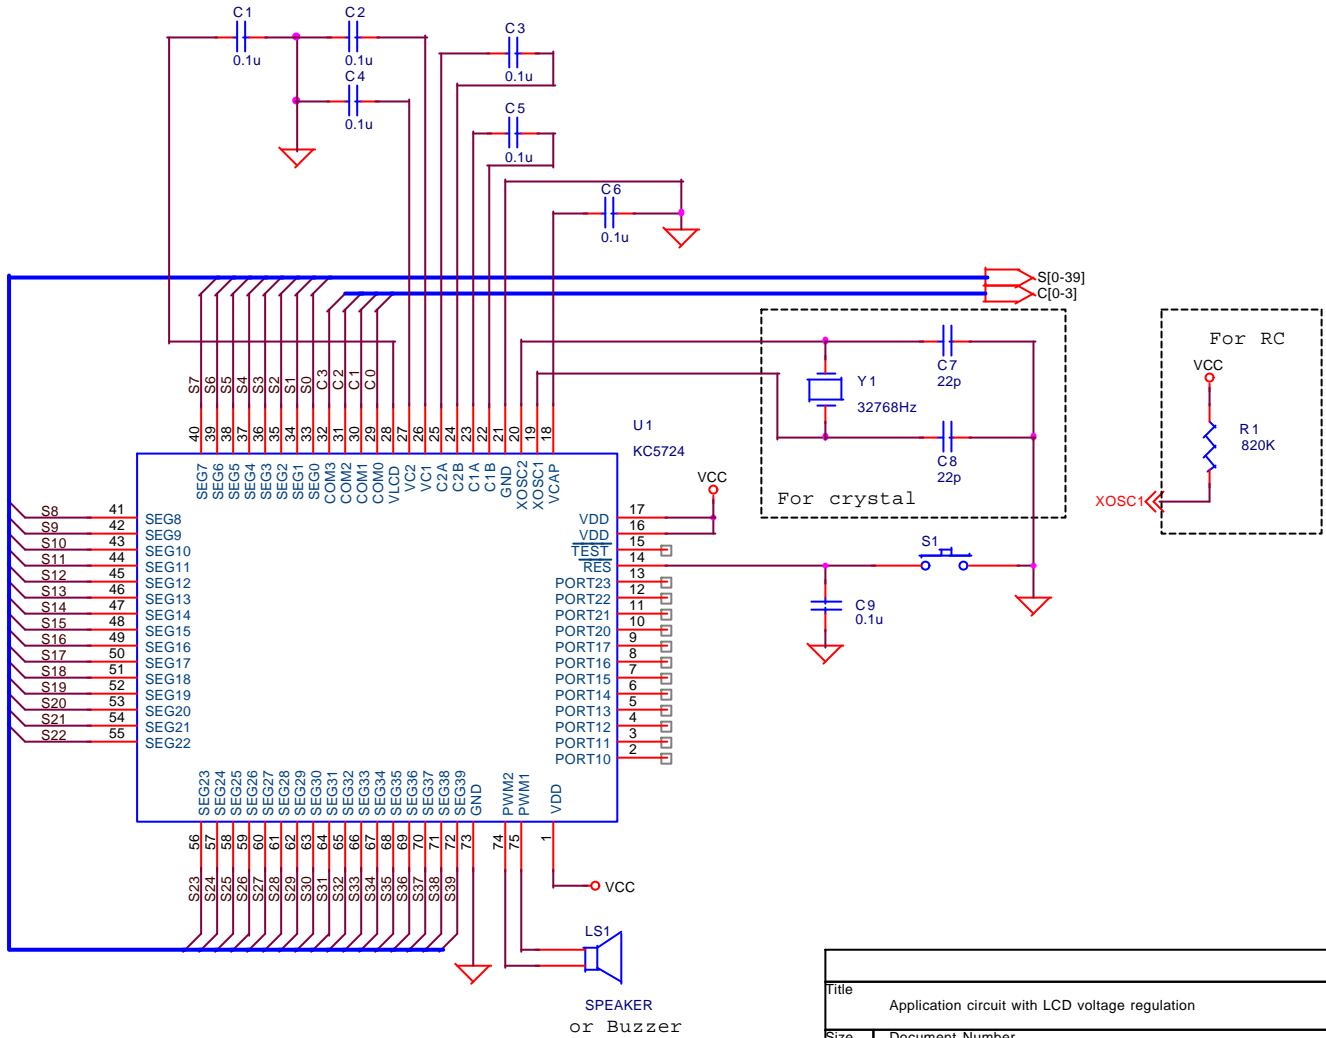 C1
0.1u
C2
0.1u
C4
0.1u
C3
0.1u
C5
0.1u
C6
0.1u
S[0-39]
C[0-3]
For RC
VCC
R1
820K
XOSC1
C7
22p
Y1
32768Hz
C8
22p
For crystal
S7
S6
S5
S4
S3
S2
S1
S0
C3
C2
C1
C0
40
39
38
37
36
35
34
33
32
31
30
29
28
27
26
25
24
23
22
21
20
19
18
U1
KC5724
SEG7
SEG6
SEG5
SEG4
SEG3
SEG2
SEG1
SEG0
COM3
COM2
COM1
COM0
VLCD
VC2
VC1
C2A
C2B
C1A
C1B
GND
XOSC2
XOSC1
VCAP
VCC
S8 41 SEG8
S9 42 SEG9
S10 43 SEG10
S11 44 SEG11
S12 45 SEG12
S13 46 SEG13
S14 47 SEG14
S15 48 SEG15
S16 49 SEG16
S17 50 SEG17
S18 51 SEG18
S19 52 SEG19
S20 53 SEG20
S21 54 SEG21
S22 55 SEG22
VDD 17
VDD 16
TEST 15
RES 14
PORT23 13
PORT22 12
PORT21 11
PORT20 10
PORT17 9
PORT16 8
PORT15 7
PORT14 6
PORT13 5
PORT12 4
PORT11 3
PORT10 2
S1
C9
0.1u
SEG23
SEG24
SEG25
SEG26
SEG27
SEG28
SEG29
SEG30
SEG31
SEG32
SEG33
SEG34
SEG35
SEG36
SEG37
SEG38
SEG39
GND
PWM2
PWM1
VDD
56
57
58
59
60
61
62
63
64
65
66
67
68
69
70
71
72
73
74
75
1
S23
S24
S25
S26
S27
S28
S29
S30
S31
S32
S33
S34
S35
S36
S37
S38
S39
VCC
LS1
SPEAKER
or Buzzer
Title
Application circuit with LCD voltage regulation
Size
Document Number